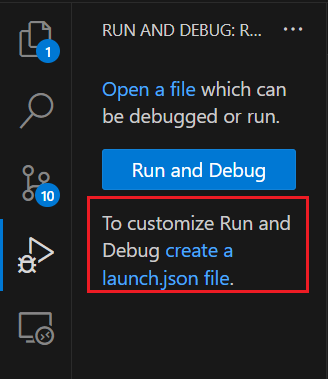 RUN AND DEBUG: R... ...
1
Open a file which can
be debugged or run.
Run and Debug
10
To customize Run and
Debug create a
launch.json file.